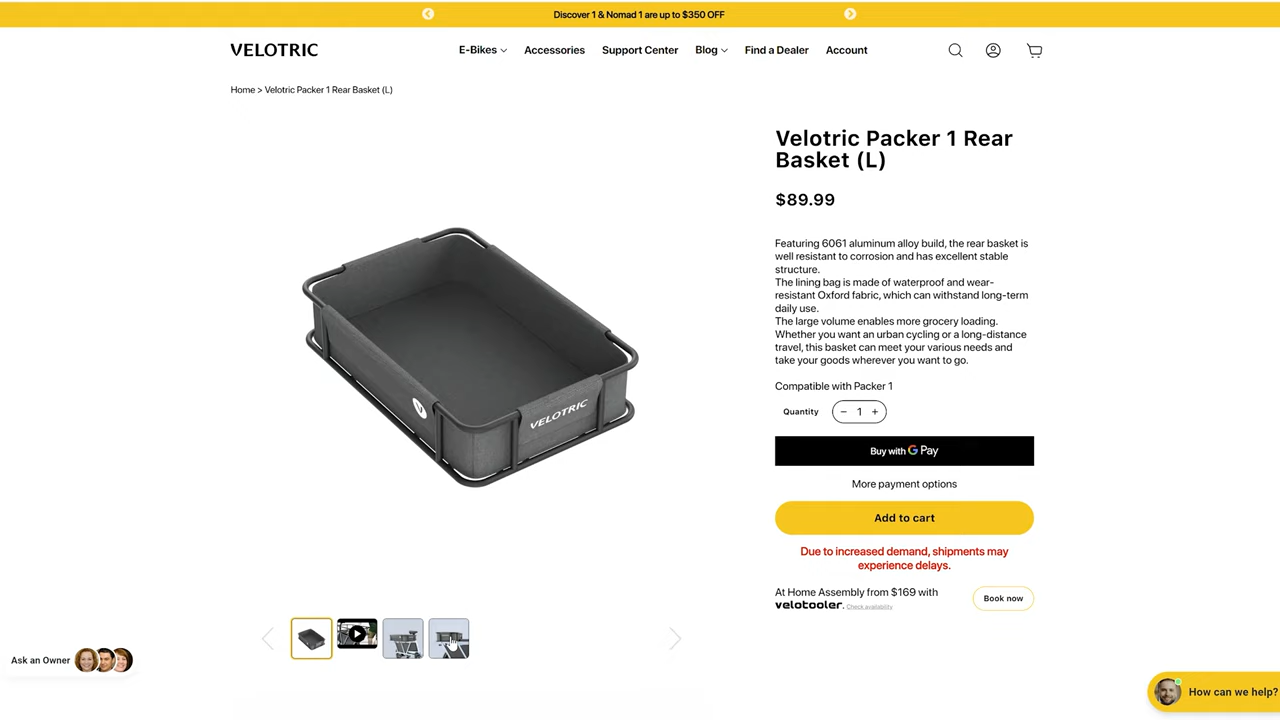 Discover 1 & Nomad 1 are up to $350 OFF
VELOTRIC
E-Bikes
Accessories
Support Center
Blog
Find a Dealer
Account
Home > Velotric Packer 1 Rear Basket (L)
Velotric Packer 1 Rear
Basket (L)
$89.99
Featuring 6061 aluminum alloy build, the rear basket is
well resistant to corrosion and has excellent stable
structure.
The lining bag is made of waterproof and wear-
resistant Oxford fabric, which can withstand long-term
daily use.
The large volume enables more grocery loading.
Whether you want an urban cycling or a long-distance
travel, this basket can meet your various needs and
take your goods wherever you want to go.
Compatible with Packer 1
Quantity
− 1 +
Buy with G Pay
More payment options
Add to cart
Due to increased demand, shipments may
experience delays.
At Home Assembly from $169 with
velotooler. Check availability
Book now
VELOTRIC
Ask an Owner
How can we help?